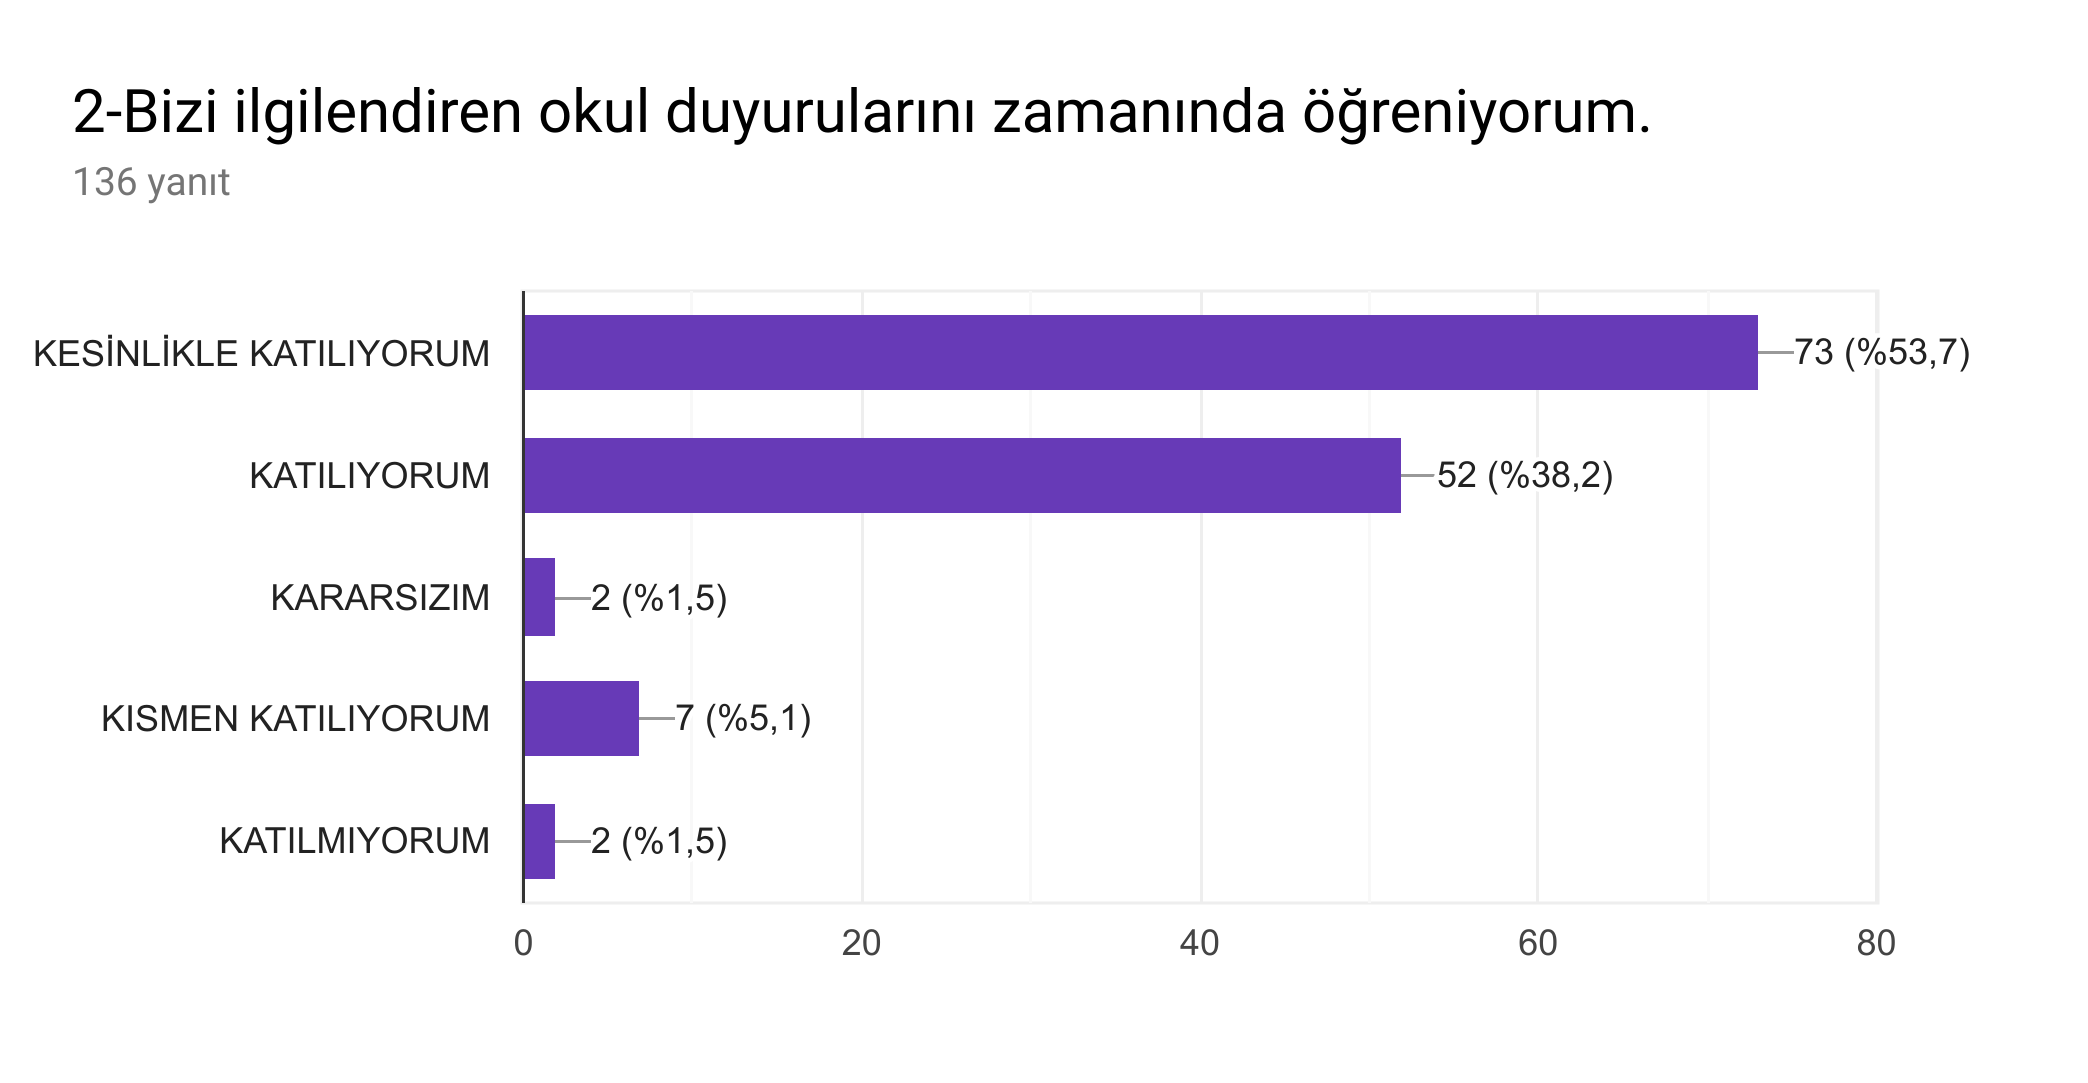 2-Bizi ilgilendiren okul duyurularını zamanında öğreniyorum.
136 yanıt
KESİNLİKLE KATILIYORUM
73 (%53,7)
KATILIYORUM
52 (%38,2)
KARARSIZIM
2 (%1,5)
KISMEN KATILIYORUM
7 (%5,1)
KATILMIYORUM
2 (%1,5)
0 20 40 60 80